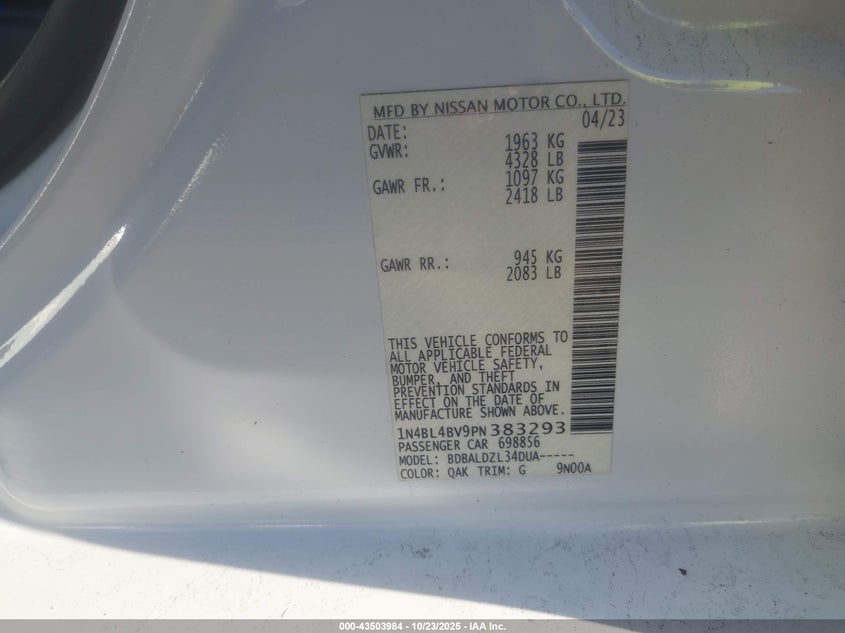 MFD BY NISSAN MOTOR CO., LTD.
DATE: 04/23
GVWR: 1963 KG
4328 LB
GAWR FR.: 1097 KG
2418 LB
GAWR RR.: 945 KG
2083 LB
THIS VEHICLE CONFORMS TO
ALL APPLICABLE FEDERAL
MOTOR VEHICLE SAFETY,
BUMPER, AND THEFT
PREVENTION STANDARDS IN
EFFECT ON THE DATE OF
MANUFACTURE SHOWN ABOVE.
1N4BL4BV9PN383293
PASSENGER CAR 698856
MODEL: BDBALDZL34DUA-----
COLOR: QAK TRIM: G 9N00A
000-43503984 | 10/23/2025 - IAA Inc.